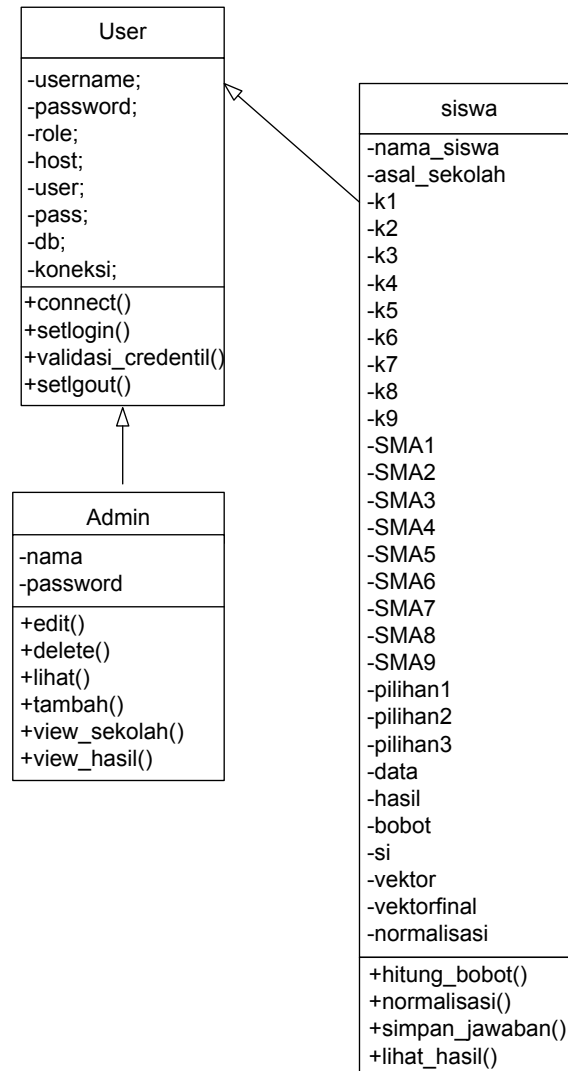 User
-username;
-password;
-role;
-host;
-user;
-pass;
-db;
-koneksi;
+connect()
+setlogin()
+validasi_credentil()
+setlgout()
Admin
-nama
-password
+edit()
+delete()
+lihat()
+tambah()
+view_sekolah()
+view_hasil()
siswa
-nama_siswa
-asal_sekolah
-k1
-k2
-k3
-k4
-k5
-k6
-k7
-k8
-k9
-SMA1
-SMA2
-SMA3
-SMA4
-SMA5
-SMA6
-SMA7
-SMA8
-SMA9
-pilihan1
-pilihan2
-pilihan3
-data
-hasil
-bobot
-si
-vektor
-vektorfinal
-normalisasi
+hitung_bobot()
+normalisasi()
+simpan_jawaban()
+lihat_hasil()